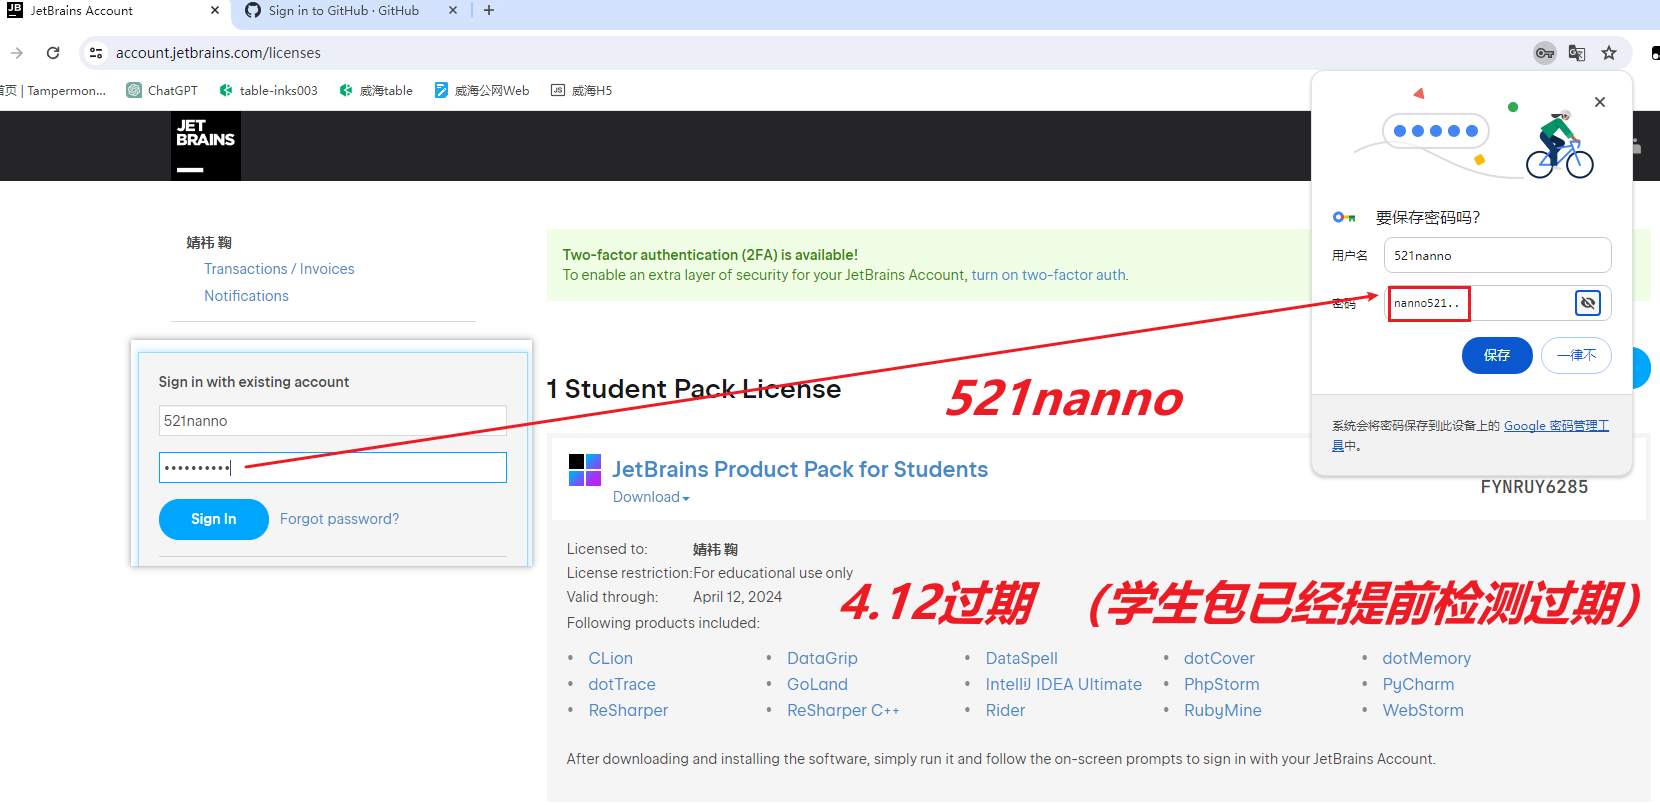 JetBrains Account
Sign in to GitHub · GitHub
account.jetbrains.com/licenses
首页 | Tampermon...
ChatGPT
table-inks003
威海table
威海公网Web
威海H5
JET
BRAINS
婧祎 鞠
Transactions / Invoices
Notifications
Two-factor authentication (2FA) is available!
To enable an extra layer of security for your JetBrains Account, turn on two-factor auth.
要保存密码吗?
用户名
521nanno
密码
nanno521..
保存
一律不
系统会将密码保存到此设备上的 Google 密码管理工
具中。
Sign in with existing account
521nanno
••••••••••
Sign In
Forgot password?
1 Student Pack License
521nanno
JetBrains Product Pack for Students
Download
FYNRUY6285
Licensed to: 婧祎 鞠
License restriction:For educational use only
Valid through: April 12, 2024
4.12过期 （学生包已经提前检测过期）
Following products included:
• CLion • DataGrip • DataSpell • dotCover • dotMemory
• dotTrace • GoLand • IntelliJ IDEA Ultimate • PhpStorm • PyCharm
• ReSharper • ReSharper C++ • Rider • RubyMine • WebStorm
After downloading and installing the software, simply run it and follow the on-screen prompts to sign in with your JetBrains Account.